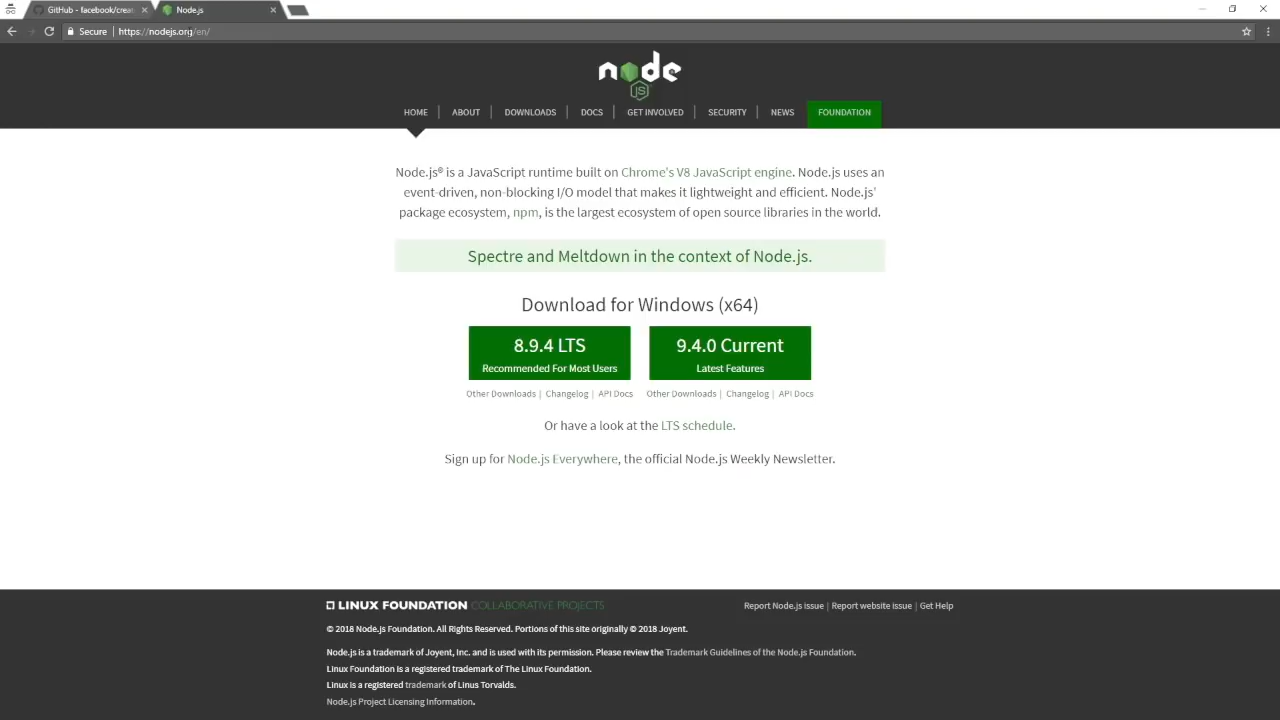 GitHub - facebook/creat
Node.js
Secure
https://nodejs.org/en/
node
JS
HOME
ABOUT
DOWNLOADS
DOCS
GET INVOLVED
SECURITY
NEWS
FOUNDATION
Node.js® is a JavaScript runtime built on Chrome's V8 JavaScript engine. Node.js uses an
event-driven, non-blocking I/O model that makes it lightweight and efficient. Node.js'
package ecosystem, npm, is the largest ecosystem of open source libraries in the world.
Spectre and Meltdown in the context of Node.js.
Download for Windows (x64)
8.9.4 LTS
Recommended For Most Users
9.4.0 Current
Latest Features
Other Downloads | Changelog | API Docs
Other Downloads | Changelog | API Docs
Or have a look at the LTS schedule.
Sign up for Node.js Everywhere, the official Node.js Weekly Newsletter.
LINUX FOUNDATION COLLABORATIVE PROJECTS
Report Node.js issue | Report website issue | Get Help
© 2018 Node.js Foundation. All Rights Reserved. Portions of this site originally © 2018 Joyent.
Node.js is a trademark of Joyent, Inc. and is used with its permission. Please review the Trademark Guidelines of the Node.js Foundation.
Linux Foundation is a registered trademark of The Linux Foundation.
Linux is a registered trademark of Linus Torvalds.
Node.js Project Licensing Information.